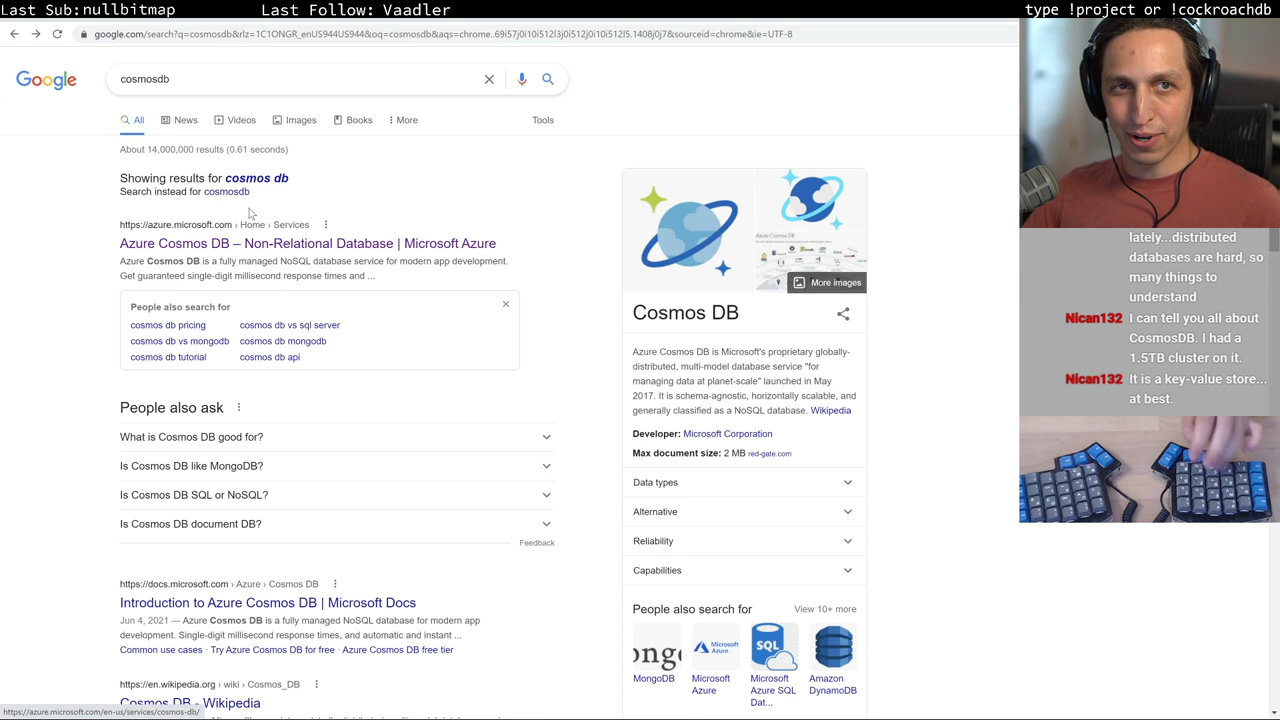 Last Sub:nullbitmap
Last Follow: Vaadler
type !project or !cockroachdb
google.com/search?q=cosmosdb&rlz=1C1ONGR_enUS944US944&oq=cosmosdb&aqs=chrome..69i57j0i10i512l3j0i512j0i10i512l5.1408j0j7&sourceid=chrome&ie=UTF-8
Google
cosmosdb
All
News
Videos
Images
Books
More
Tools
About 14,000,000 results (0.61 seconds)
Showing results for cosmos db
Search instead for cosmosdb
https://azure.microsoft.com › Home › Services
Azure Cosmos DB – Non-Relational Database | Microsoft Azure
Azure Cosmos DB is a fully managed NoSQL database service for modern app development.
Get guaranteed single-digit millisecond response times and ...
People also search for
cosmos db pricing
cosmos db vs sql server
cosmos db vs mongodb
cosmos db mongodb
cosmos db tutorial
cosmos db api
People also ask
What is Cosmos DB good for?
Is Cosmos DB like MongoDB?
Is Cosmos DB SQL or NoSQL?
Is Cosmos DB document DB?
Feedback
https://docs.microsoft.com › Azure › Cosmos DB
Introduction to Azure Cosmos DB | Microsoft Docs
Jun 4, 2021 — Azure Cosmos DB is a fully managed NoSQL database service for modern app
development. Single-digit millisecond response times, and automatic and instant ...
Common use cases · Try Azure Cosmos DB for free · Azure Cosmos DB free tier
https://en.wikipedia.org › wiki › Cosmos_DB
Cosmos DB - Wikipedia
https://azure.microsoft.com/en-us/services/cosmos-db/
More images
Cosmos DB
Azure Cosmos DB is Microsoft's proprietary globally-
distributed, multi-model database service "for
managing data at planet-scale" launched in May
2017. It is schema-agnostic, horizontally scalable, and
generally classified as a NoSQL database. Wikipedia
Developer: Microsoft Corporation
Max document size: 2 MB red-gate.com
Data types
Alternative
Reliability
Capabilities
People also search for
View 10+ more
Microsoft
Azure
SQL
MongoDB
Microsoft
Azure
Microsoft
Azure SQL
Dat...
Amazon
DynamoDB
lately...distributed
databases are hard, so
many things to
understand
Nican132 I can tell you all about
CosmosDB. I had a
1.5TB cluster on it.
Nican132 It is a key-value store...
at best.